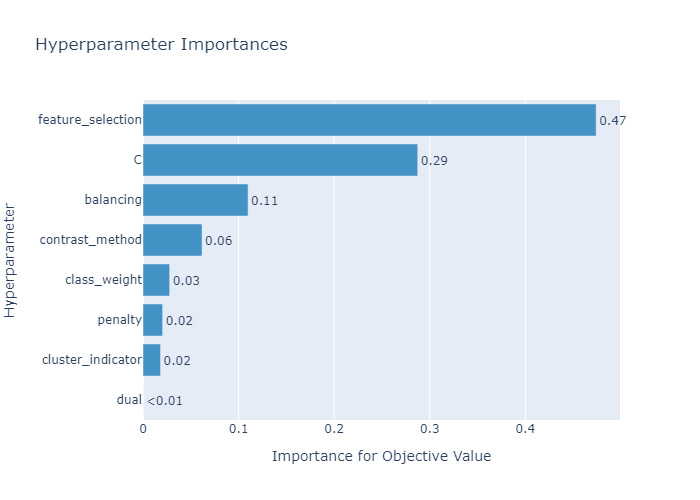 Hyperparameter Importances
Hyperparameter
feature_selection 0.47
C 0.29
balancing 0.11
contrast_method 0.06
class_weight 0.03
penalty 0.02
cluster_indicator 0.02
dual <0.01
0 0.1 0.2 0.3 0.4
Importance for Objective Value